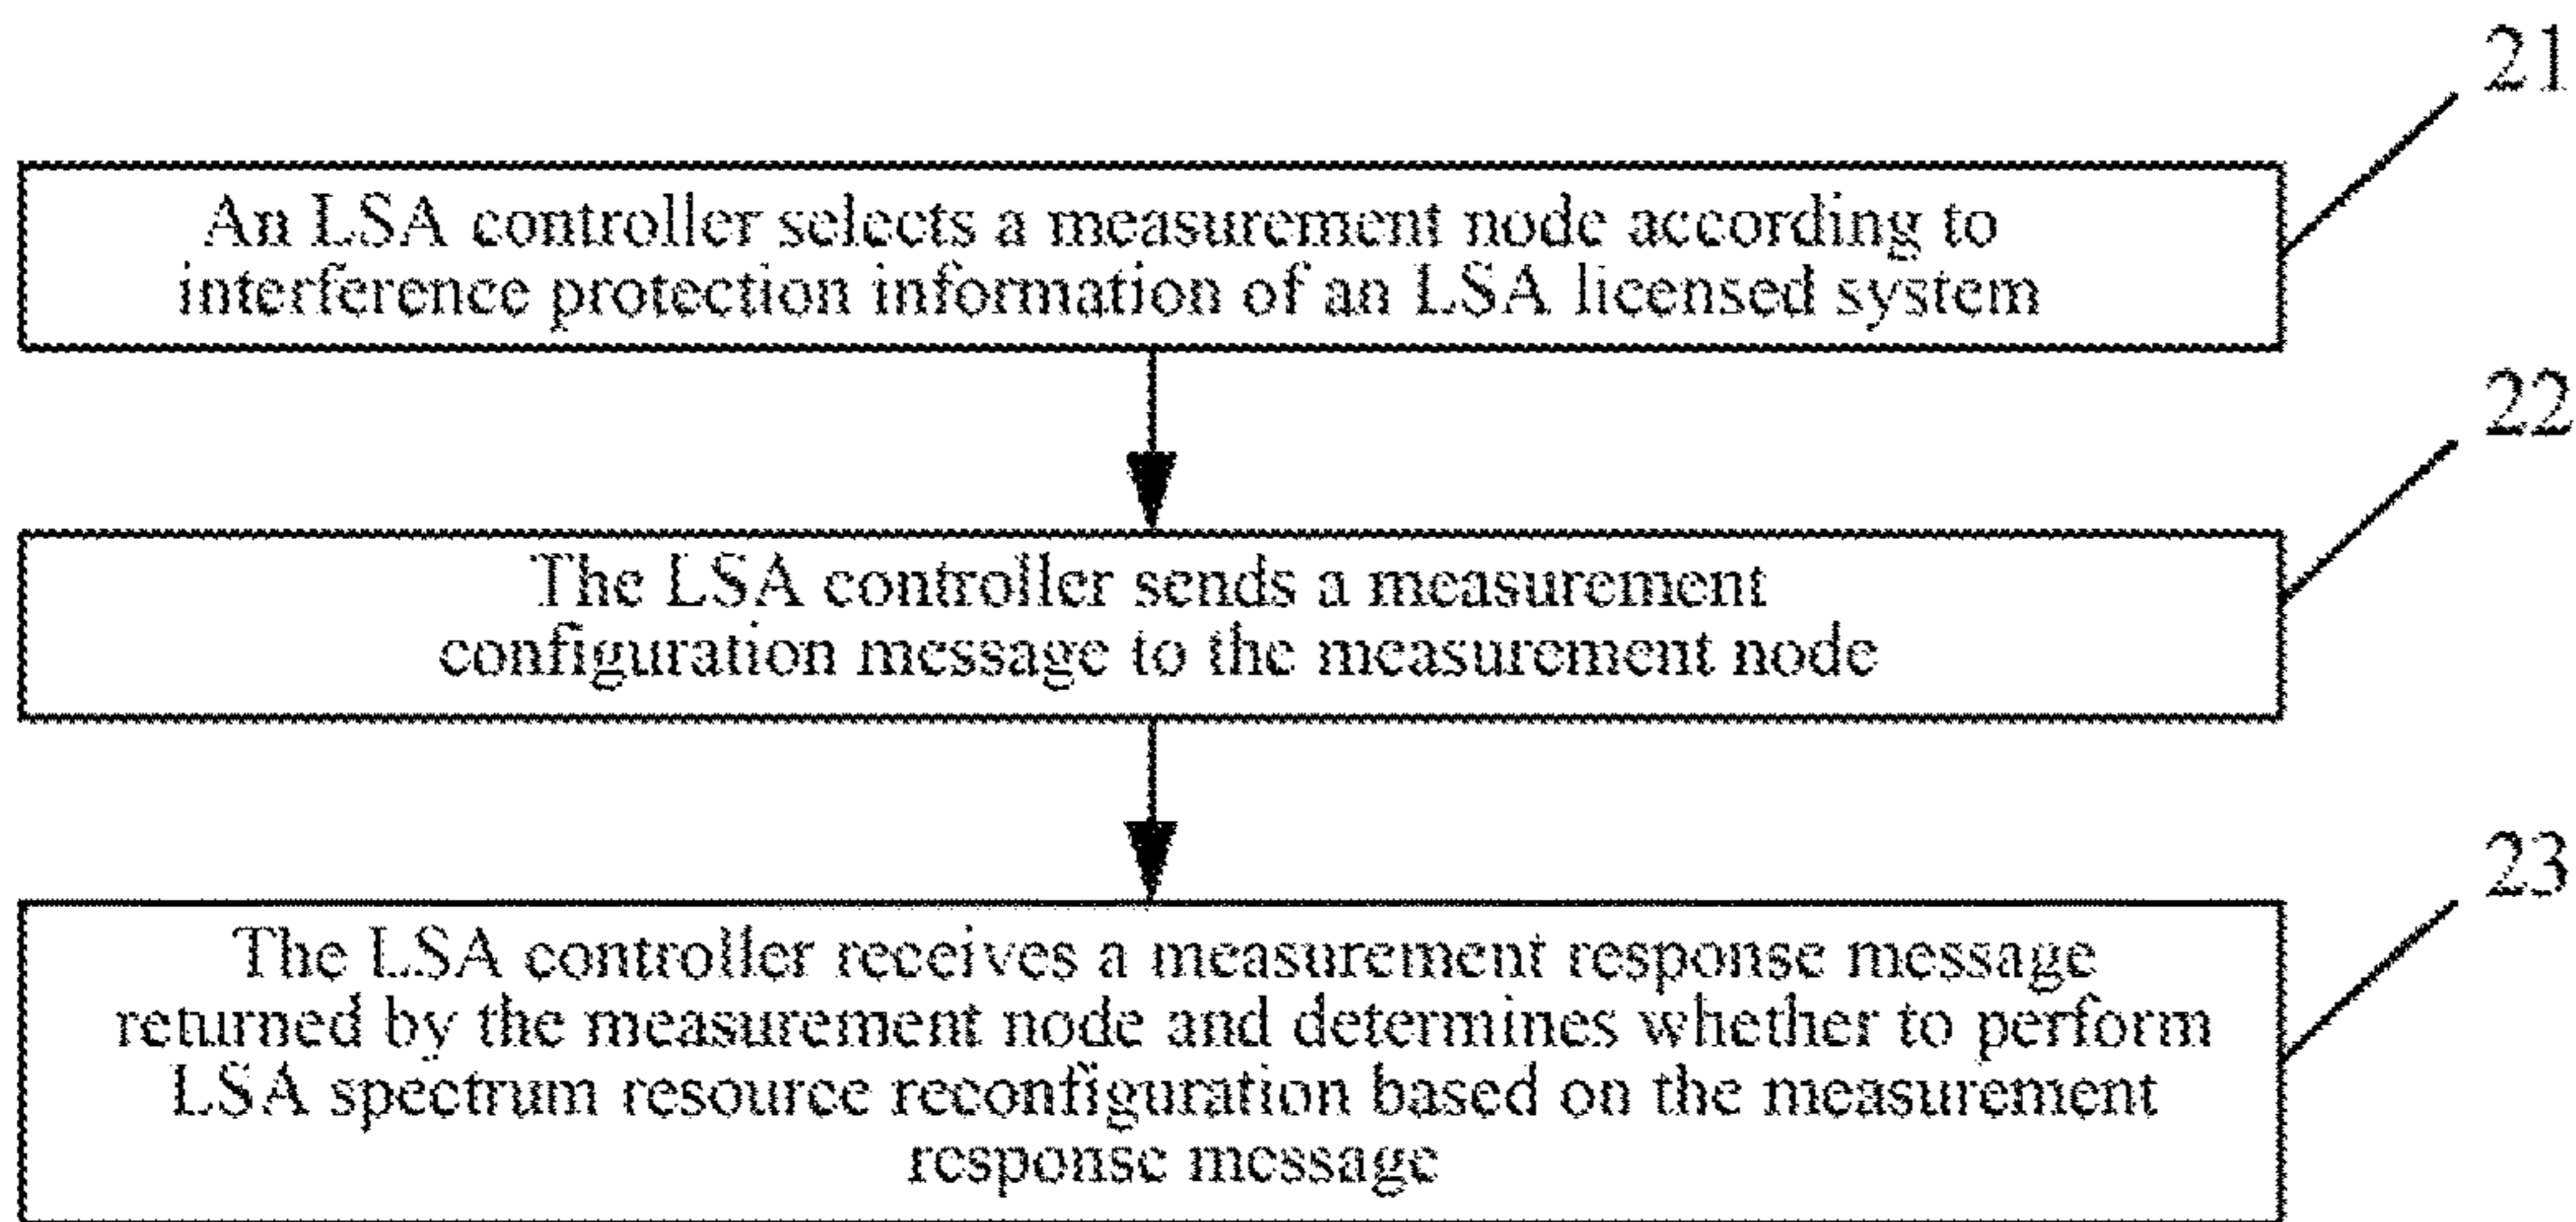 21
An LSA controller selects a measurement node according to
interference protection information of an LSA licensed system
22
The LSA controller sends a measurement
configuration message to the measurement node
23
The LSA controller receives a measurement response message
returned by the measurement node and determines whether to perform
LSA spectrum resource reconfiguration based on the measurement
response message